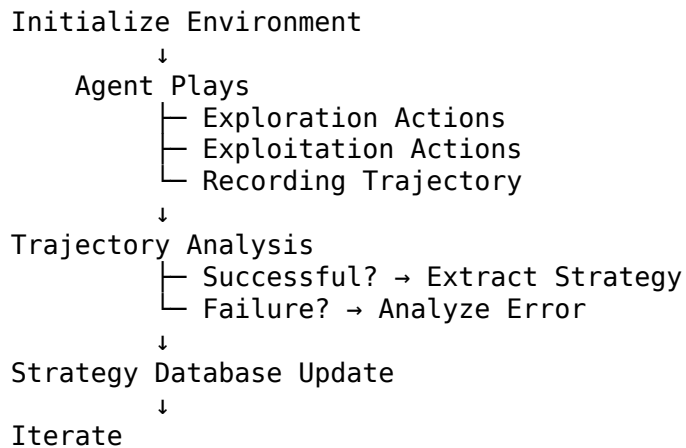 Initialize Environment
↓
Agent Plays
├─ Exploration Actions
├─ Exploitation Actions
└─ Recording Trajectory
↓
Trajectory Analysis
├─ Successful? → Extract Strategy
└─ Failure? → Analyze Error
↓
Strategy Database Update
↓
Iterate